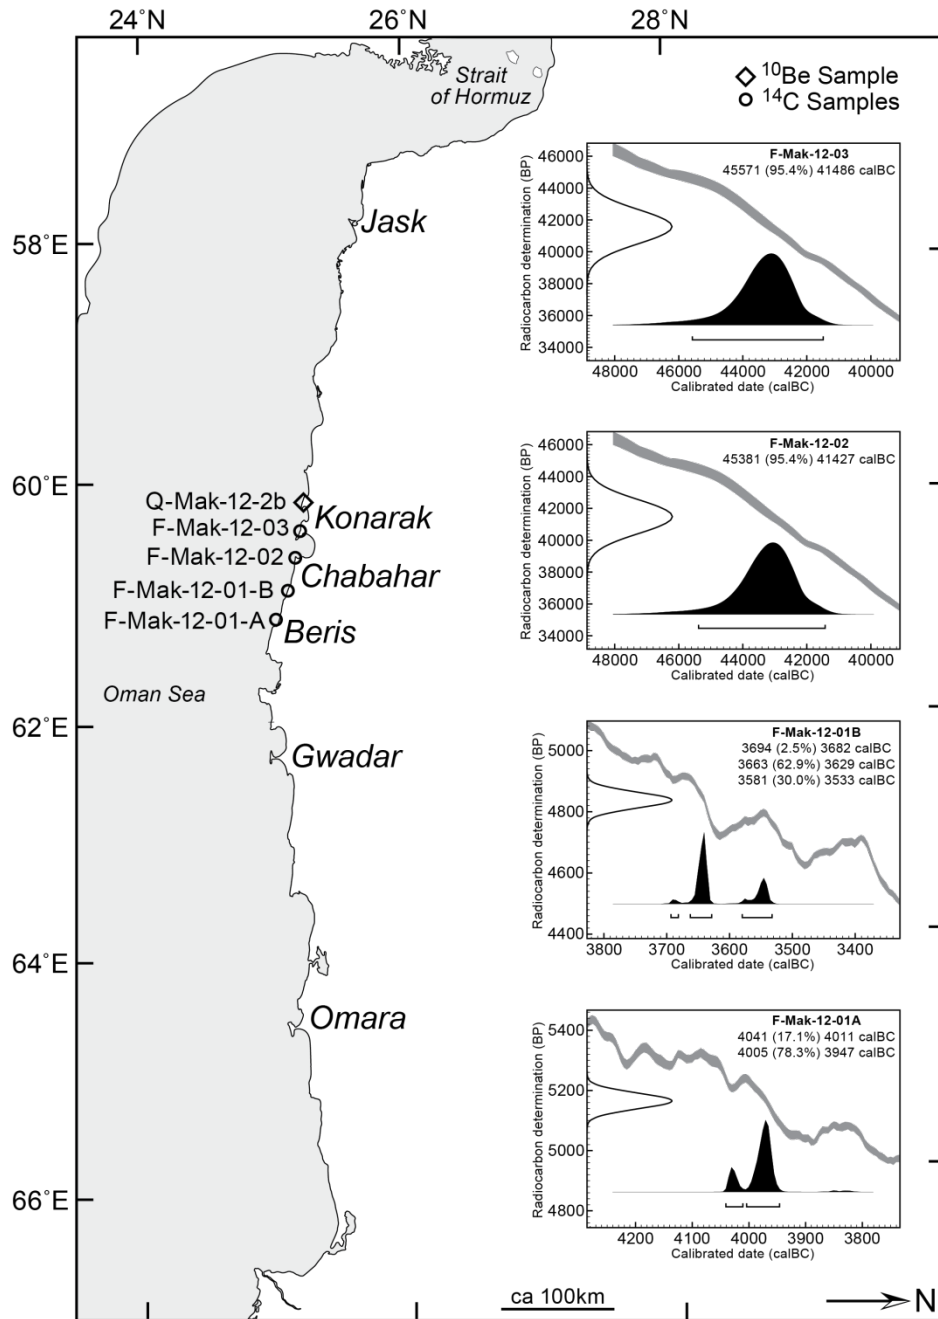 24°N
26°N
28°N
Strait
of Hormuz
◇ ¹⁰Be Sample
○ ¹⁴C Samples
58°E
60°E
62°E
64°E
66°E
Jask
Q-Mak-12-2b
Konarak
F-Mak-12-03
F-Mak-12-02
Chabahar
F-Mak-12-01-B
F-Mak-12-01-A
Beris
Oman Sea
Gwadar
Omara
F-Mak-12-03
45571 (95.4%) 41486 calBC
Radiocarbon determination (BP)
46000
44000
42000
40000
38000
36000
34000
48000 46000 44000 42000 40000
Calibrated date (calBC)
F-Mak-12-02
45381 (95.4%) 41427 calBC
Radiocarbon determination (BP)
46000
44000
42000
40000
38000
36000
34000
48000 46000 44000 42000 40000
Calibrated date (calBC)
F-Mak-12-01B
3694 (2.5%) 3682 calBC
3663 (62.9%) 3629 calBC
3581 (30.0%) 3533 calBC
Radiocarbon determination (BP)
5000
4800
4600
4400
3800 3700 3600 3500 3400
Calibrated date (calBC)
F-Mak-12-01A
4041 (17.1%) 4011 calBC
4005 (78.3%) 3947 calBC
Radiocarbon determination (BP)
5400
5200
5000
4800
4200 4100 4000 3900 3800
Calibrated date (calBC)
ca 100km
N